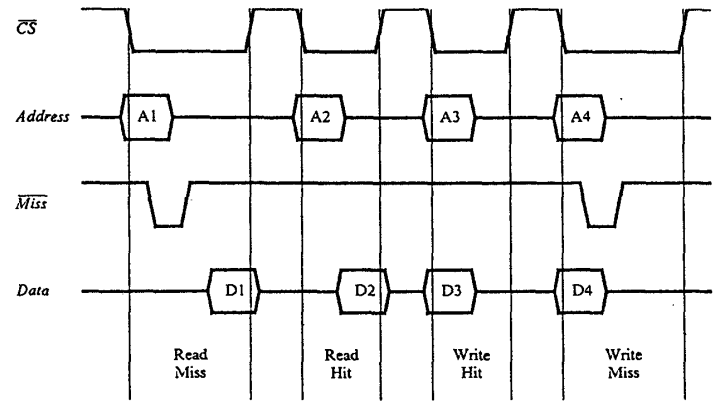 CS
Address A1 A2 A3 A4
Miss
Data D1 D2 D3 D4
Read Read Write Write
Miss Hit Hit Miss